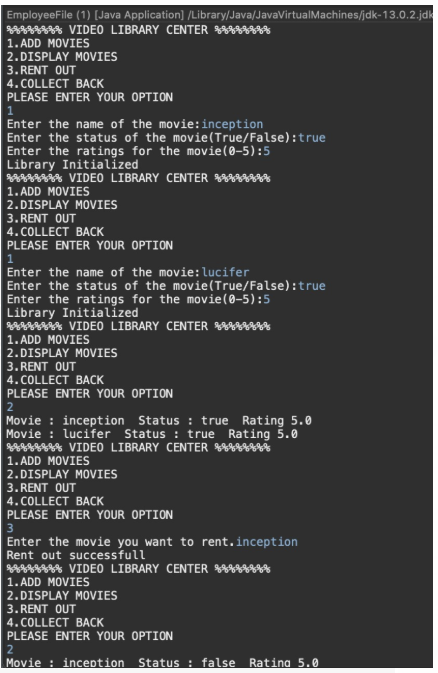 EmployeeFile (1) [Java Application] /Library/Java/JavaVirtualMachines/jdk-13.0.2.jdk
%%%%%%%% VIDEO LIBRARY CENTER %%%%%%%%
1.ADD MOVIES
2.DISPLAY MOVIES
3.RENT OUT
4.COLLECT BACK
PLEASE ENTER YOUR OPTION
1
Enter the name of the movie:inception
Enter the status of the movie(True/False):true
Enter the ratings for the movie(0-5):5
Library Initialized
%%%%%%%% VIDEO LIBRARY CENTER %%%%%%%%
1.ADD MOVIES
2.DISPLAY MOVIES
3.RENT OUT
4.COLLECT BACK
PLEASE ENTER YOUR OPTION
1
Enter the name of the movie:lucifer
Enter the status of the movie(True/False):true
Enter the ratings for the movie(0-5):5
Library Initialized
%%%%%%%% VIDEO LIBRARY CENTER %%%%%%%%
1.ADD MOVIES
2.DISPLAY MOVIES
3.RENT OUT
4.COLLECT BACK
PLEASE ENTER YOUR OPTION
2
Movie : inception  Status : true  Rating 5.0
Movie : lucifer  Status : true  Rating 5.0
%%%%%%%% VIDEO LIBRARY CENTER %%%%%%%%
1.ADD MOVIES
2.DISPLAY MOVIES
3.RENT OUT
4.COLLECT BACK
PLEASE ENTER YOUR OPTION
3
Enter the movie you want to rent.inception
Rent out successfull
%%%%%%%% VIDEO LIBRARY CENTER %%%%%%%%
1.ADD MOVIES
2.DISPLAY MOVIES
3.RENT OUT
4.COLLECT BACK
PLEASE ENTER YOUR OPTION
2
Movie : inception  Status : false  Rating 5.0